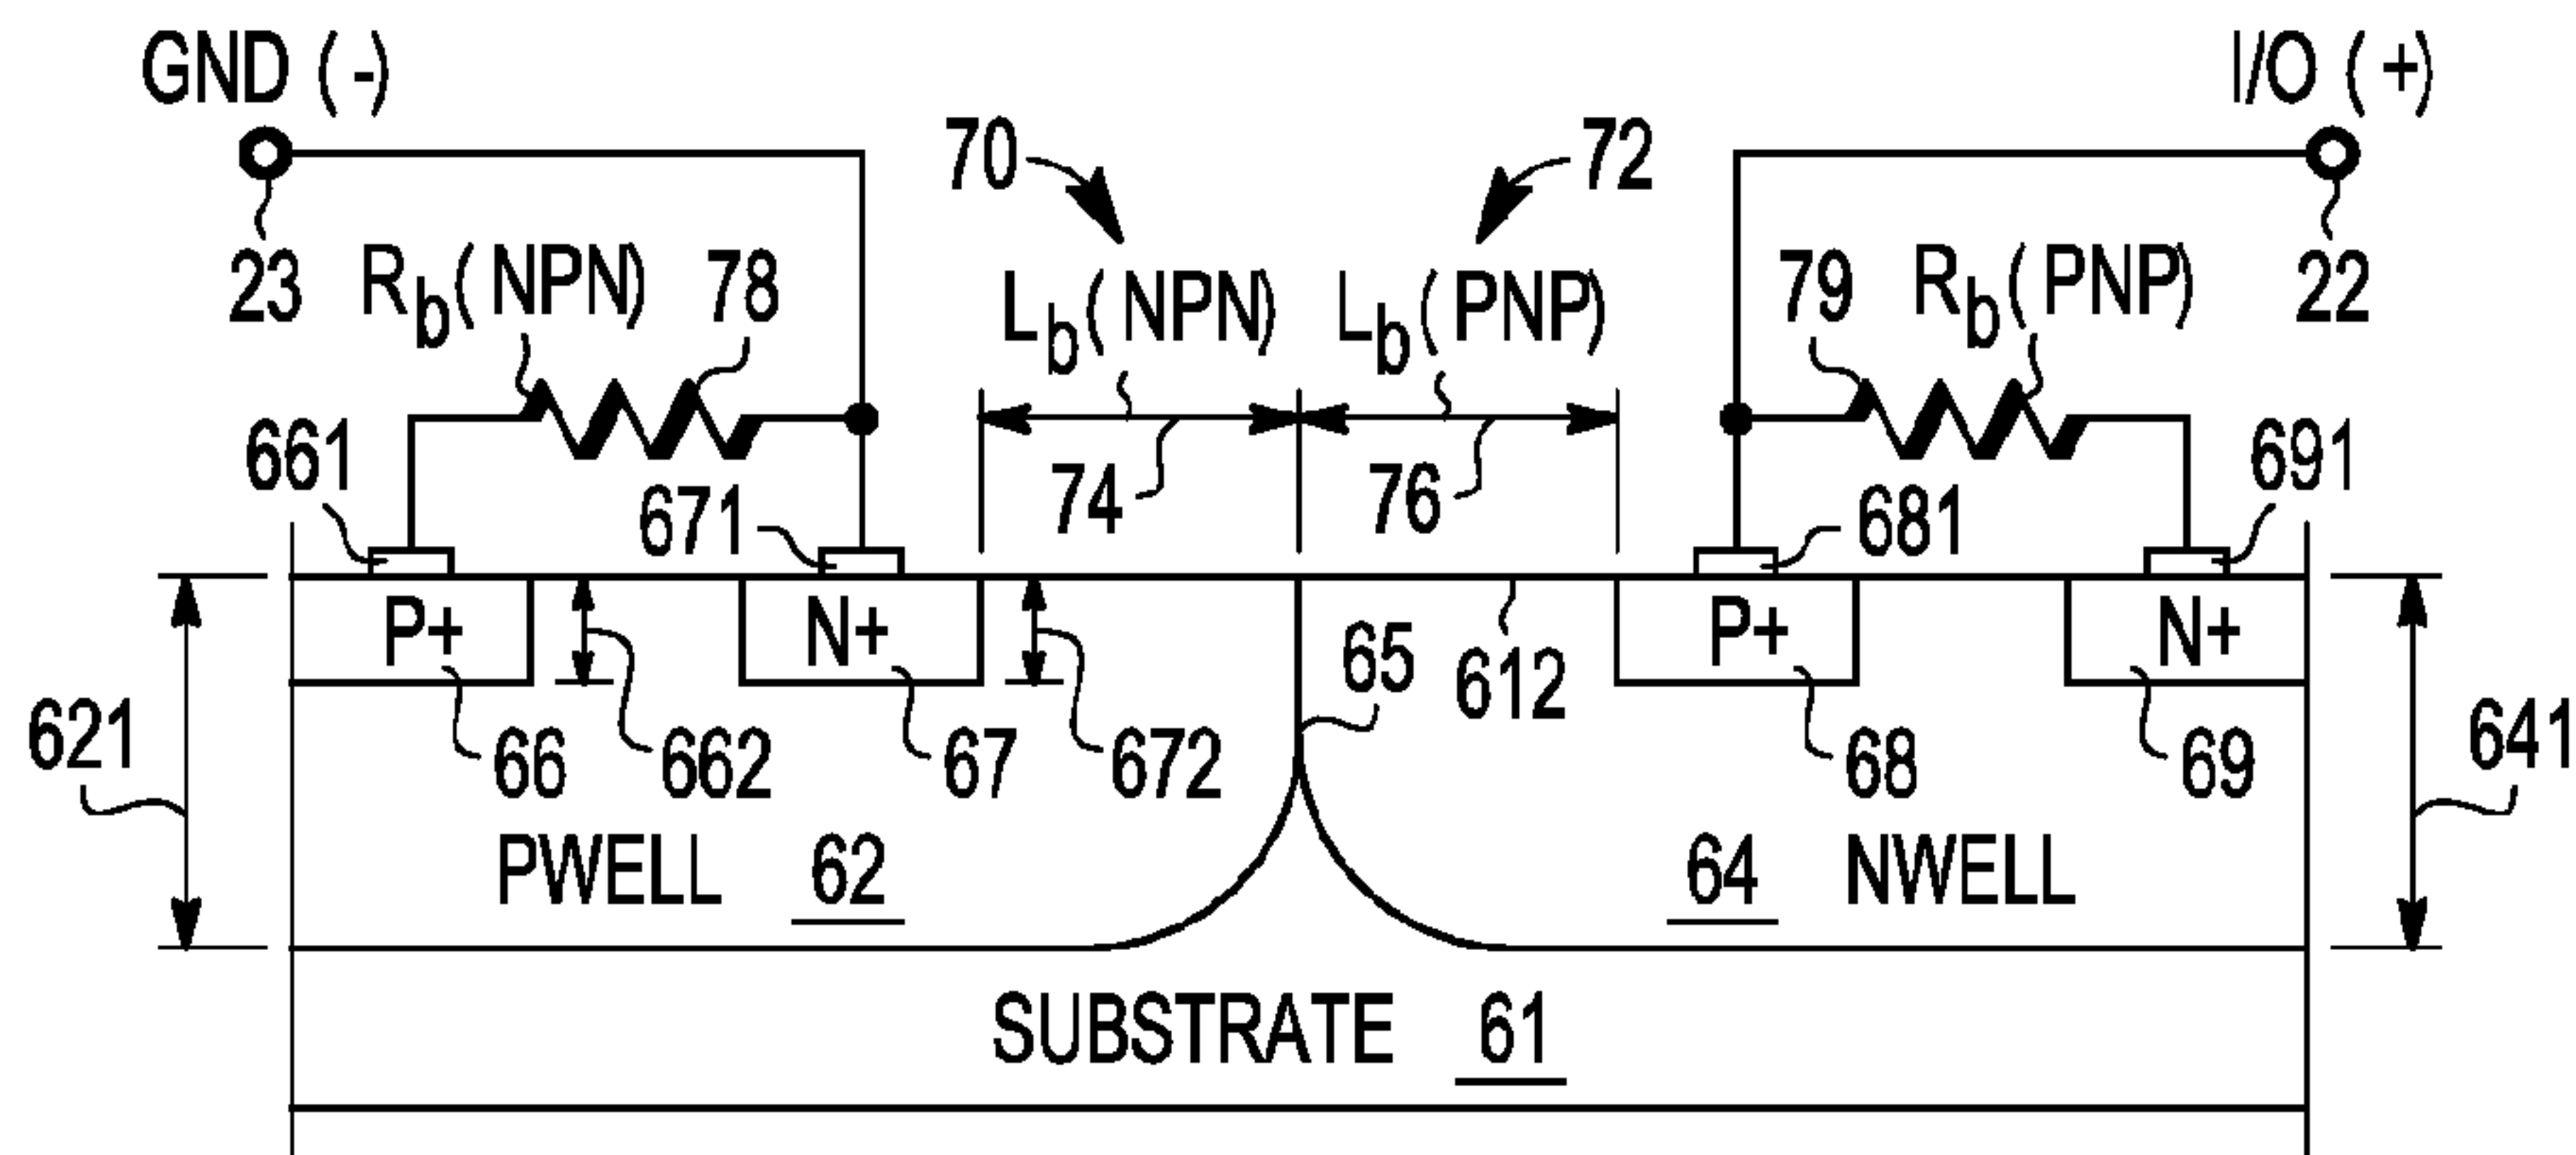 GND (-)
I/O (+)
70
72
23
Rb(NPN)
78
Lb(NPN)
Lb(PNP)
79
Rb(PNP)
22
661
671
74
76
681
691
P+
N+
P+
N+
65
612
621
66
662
67
672
68
69
641
PWELL 62
64 NWELL
SUBSTRATE 61